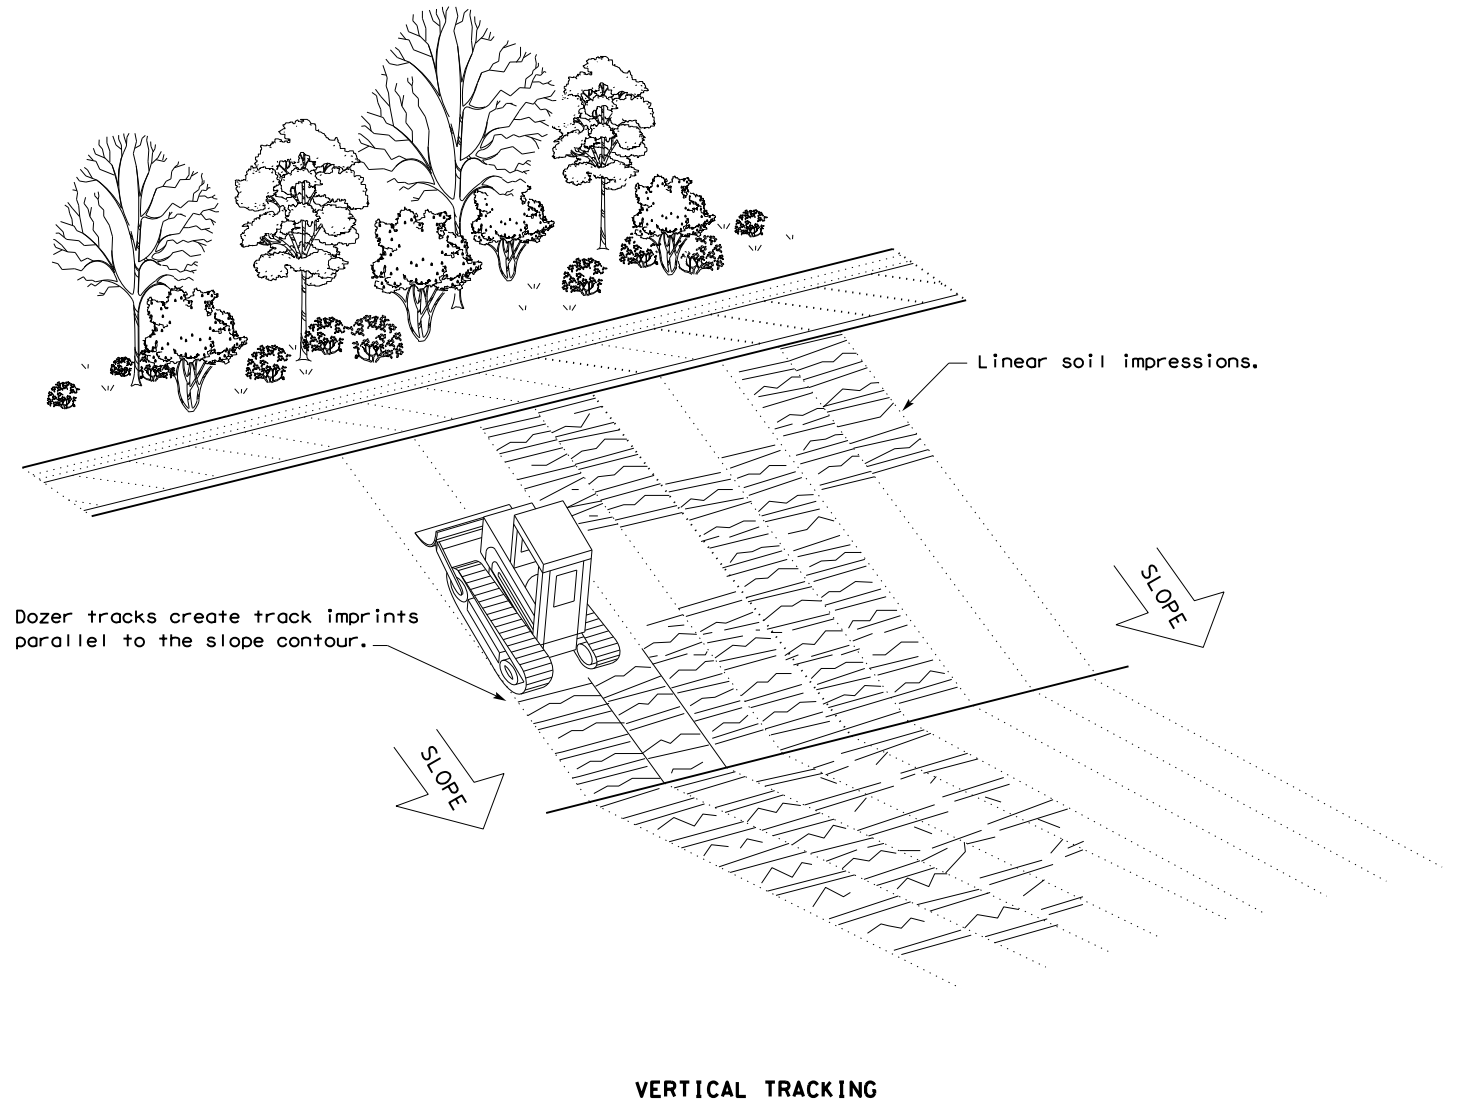 Linear soil impressions.
SLOPE
Dozer tracks create track imprints
parallel to the slope contour.
SLOPE
VERTICAL TRACKING